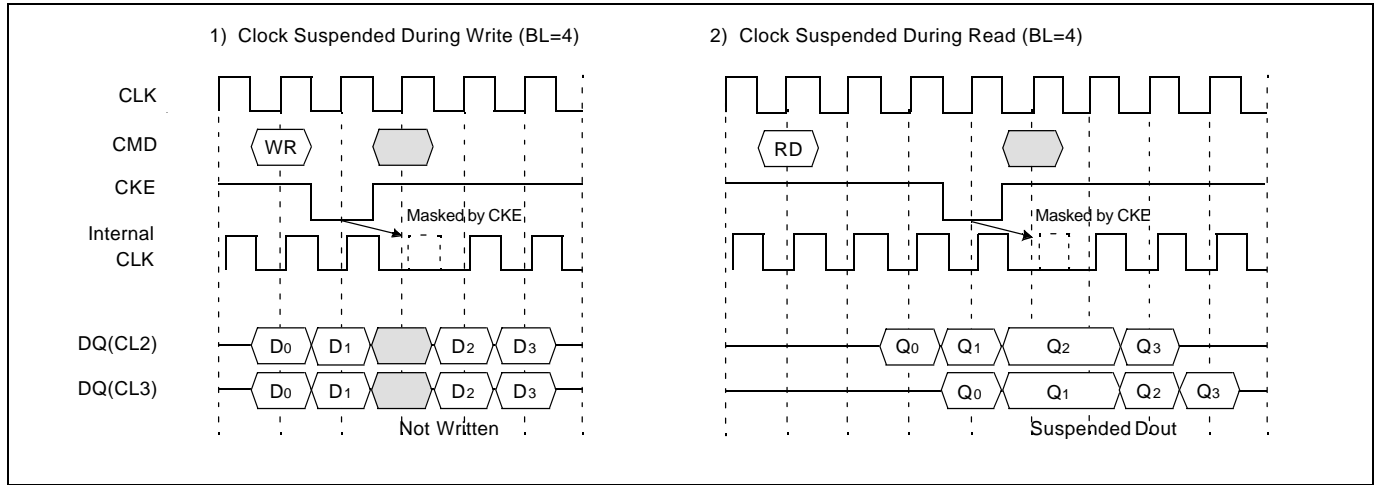 1) Clock Suspended During Write (BL=4)
2) Clock Suspended During Read (BL=4)
CLK
CMD
WR
RD
CKE
Masked by CKE
Masked by CKE
Internal
CLK
DQ(CL2)
D0 D1 D2 D3
Q0 Q1 Q2 Q3
DQ(CL3)
D0 D1 D2 D3
Q0 Q1 Q2 Q3
Not Written
Suspended Dout